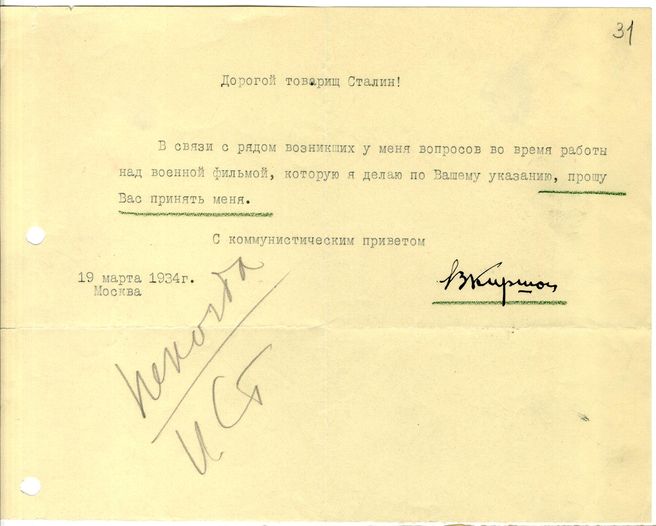 31
Дорогой товарищ Сталин!
В связи с рядом возникших у меня вопросов во время работы
над военной фильмой, которую я делаю по Вашему указанию, прошу
Вас принять меня.
С коммунистическим приветом
19 марта 1934г.
Москва
В Киршон
Некогда
И Ст